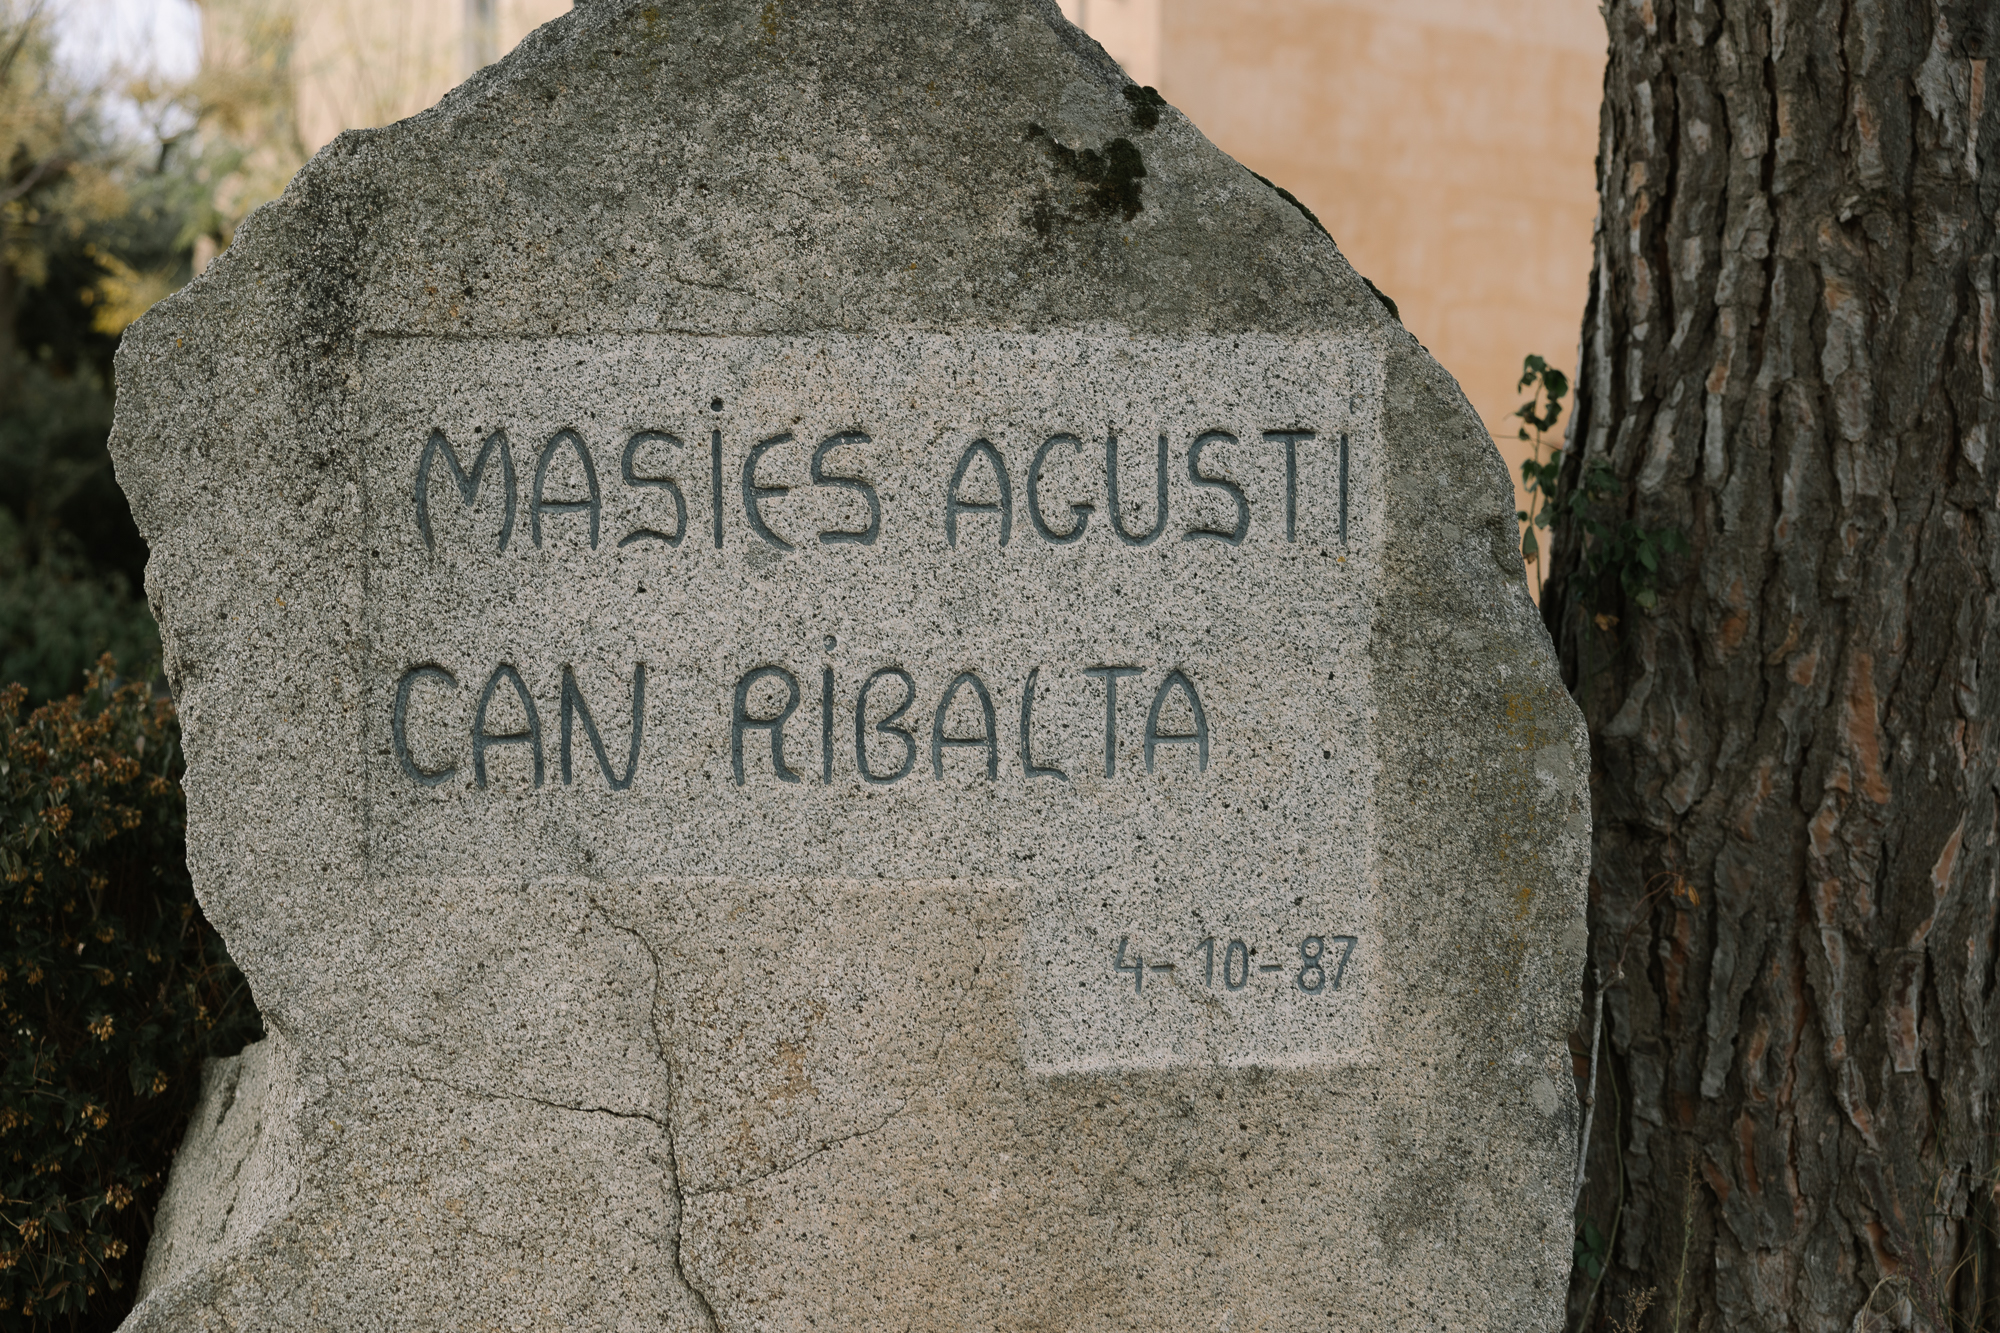 MASIES AGUSTI
CAN RIBALTA
4-10-87